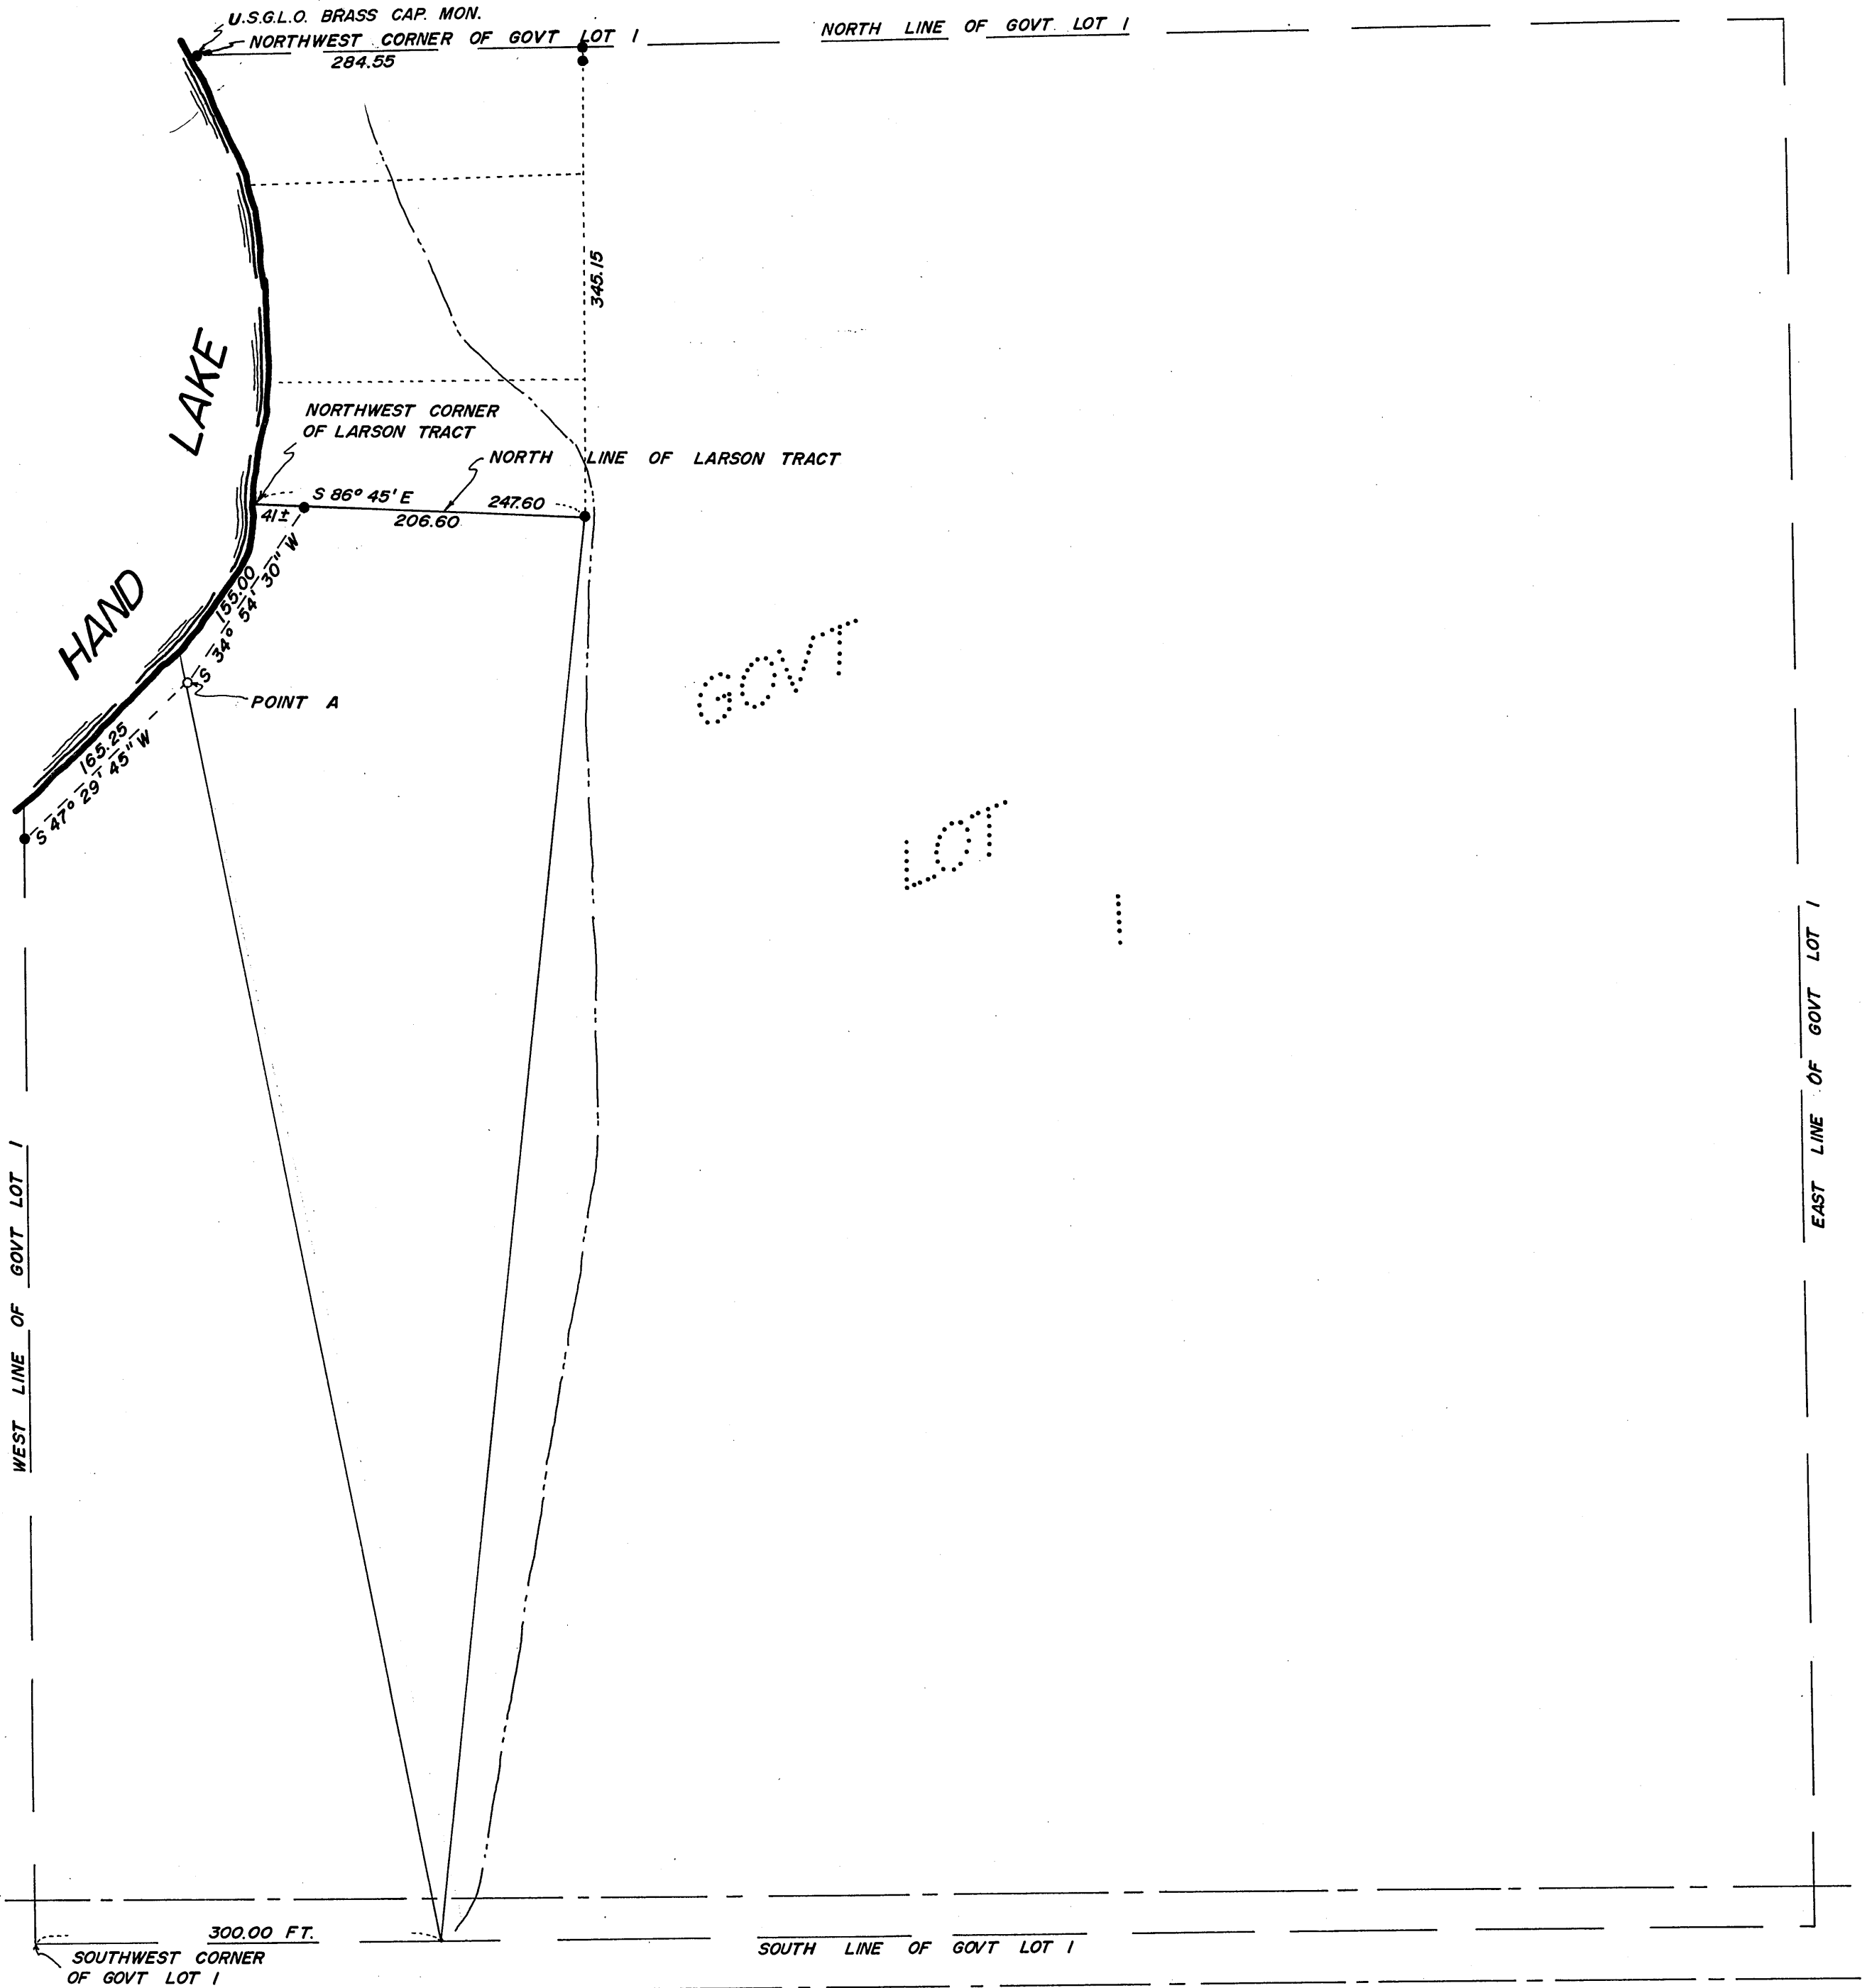 U.S.G.L.O. BRASS CAP. MON.
NORTHWEST CORNER OF GOVT LOT 1
284.55
NORTH LINE OF GOVT. LOT 1
345.15
LAKE
NORTHWEST CORNER
OF LARSON TRACT
NORTH LINE OF LARSON TRACT
S 86° 45' E
247.60
41±
206.60
155.00
S 34° 54' 30" W
HAND
POINT A
165.25
S 47° 29' 45" W
GOVT
LOT
1
EAST LINE OF GOVT LOT 1
WEST LINE OF GOVT LOT 1
300.00 FT.
SOUTH LINE OF GOVT LOT 1
SOUTHWEST CORNER
OF GOVT LOT 1